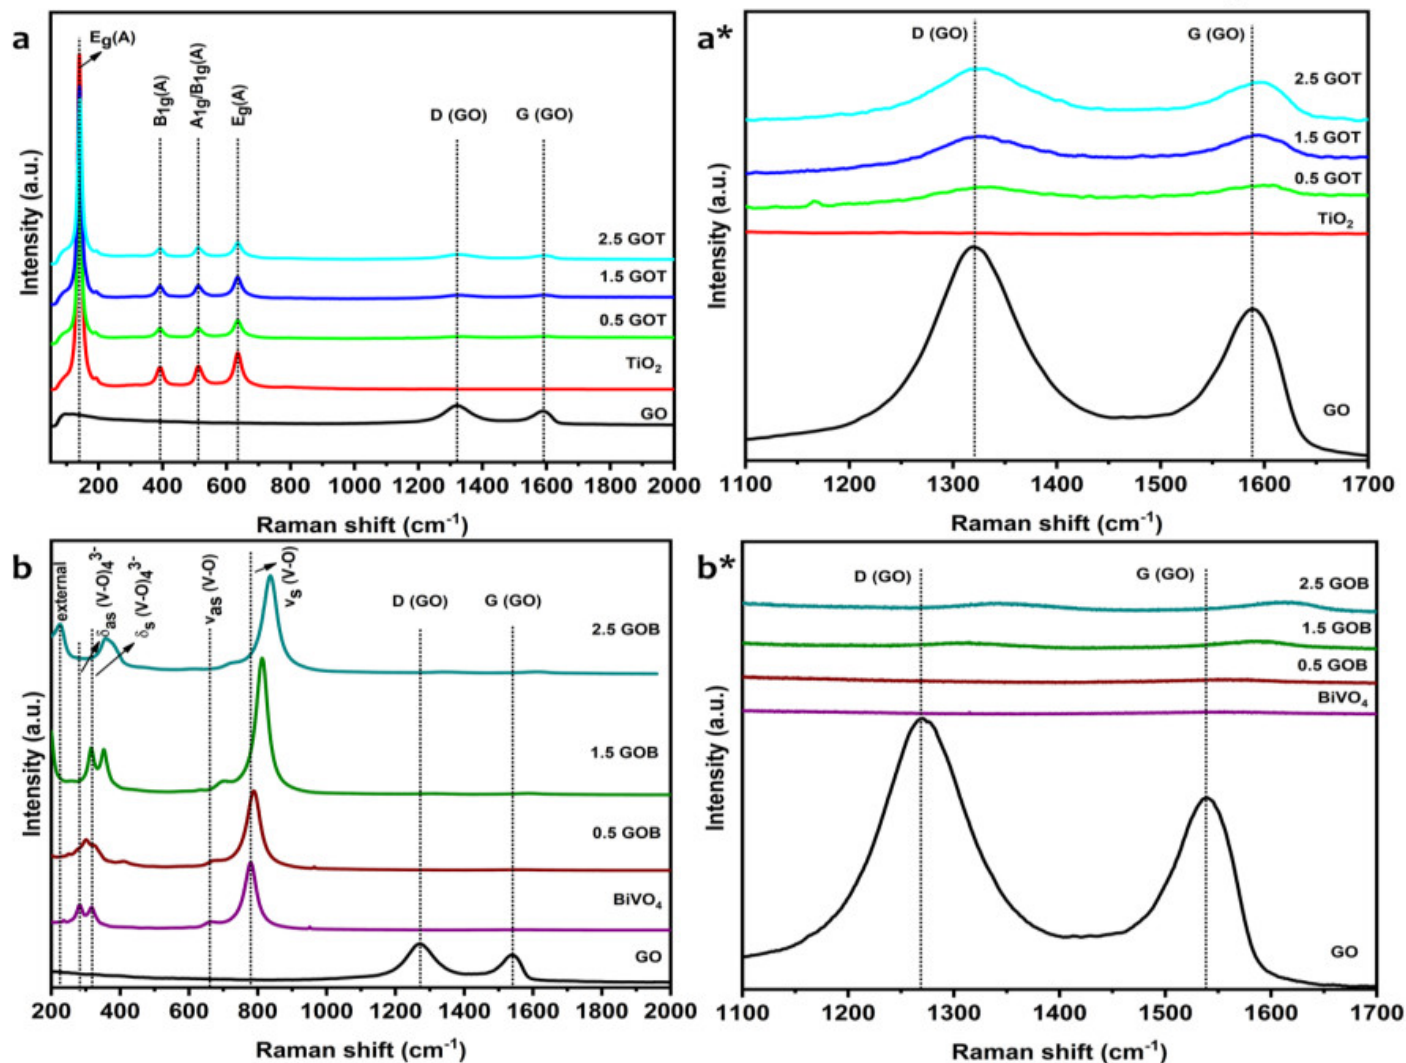 a
Eg(A)
B1g(A)
A1g/B1g(A)
Eg(A)
D (GO)
G (GO)
2.5 GOT
1.5 GOT
0.5 GOT
TiO2
GO
Intensity (a.u.)
200 400 600 800 1000 1200 1400 1600 1800 2000
Raman shift (cm-1)
a*
D (GO)
G (GO)
2.5 GOT
1.5 GOT
0.5 GOT
TiO2
GO
Intensity (a.u.)
1100 1200 1300 1400 1500 1600 1700
Raman shift (cm-1)
b
external
δas (V-O)4 3-
δs (V-O)4 3-
vas (V-O)
vs (V-O)
D (GO)
G (GO)
2.5 GOB
1.5 GOB
0.5 GOB
BiVO4
GO
Intensity (a.u.)
200 400 600 800 1000 1200 1400 1600 1800 2000
Raman shift (cm-1)
b*
D (GO)
G (GO)
2.5 GOB
1.5 GOB
0.5 GOB
BiVO4
GO
Intensity (a.u.)
1100 1200 1300 1400 1500 1600 1700
Raman shift (cm-1)